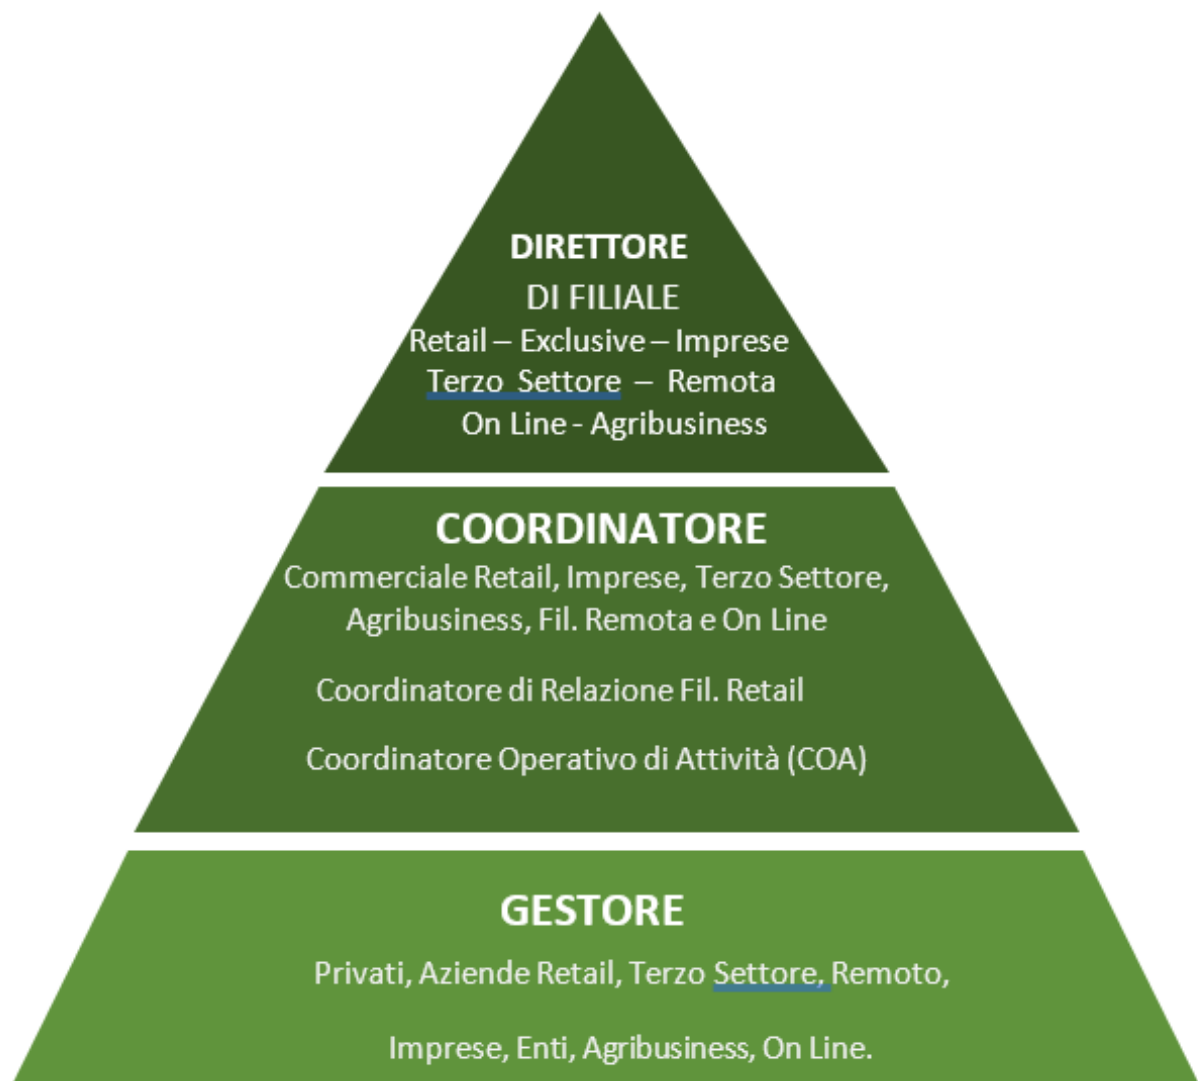 DIRETTORE
DI FILIALE
Retail – Exclusive – Imprese
Terzo Settore – Remota
On Line - Agribusiness
COORDINATORE
Commerciale Retail, Imprese, Terzo Settore,
Agribusiness, Fil. Remota e On Line
Coordinatore di Relazione Fil. Retail
Coordinatore Operativo di Attività (COA)
GESTORE
Privati, Aziende Retail, Terzo Settore, Remoto,
Imprese, Enti, Agribusiness, On Line.